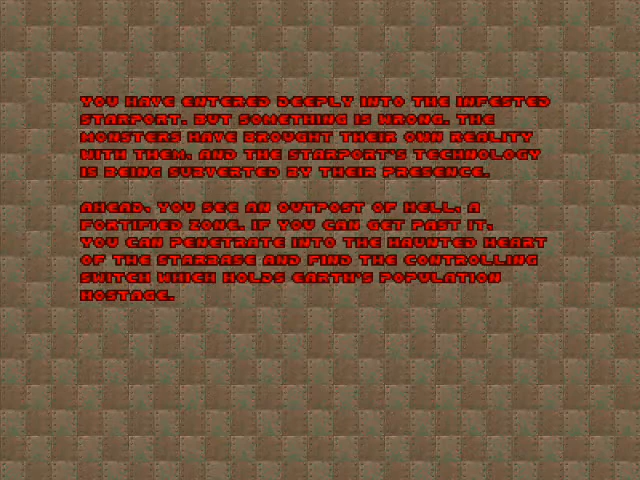 YOU HAVE ENTERED DEEPLY INTO THE INFESTED
STARPORT. BUT SOMETHING IS WRONG. THE
MONSTERS HAVE BROUGHT THEIR OWN REALITY
WITH THEM, AND THE STARPORT'S TECHNOLOGY
IS BEING SUBVERTED BY THEIR PRESENCE.
AHEAD, YOU SEE AN OUTPOST OF HELL, A
FORTIFIED ZONE. IF YOU CAN GET PAST IT,
YOU CAN PENETRATE INTO THE HAUNTED HEART
OF THE STARBASE AND FIND THE CONTROLLING
SWITCH WHICH HOLDS EARTH'S POPULATION
HOSTAGE.